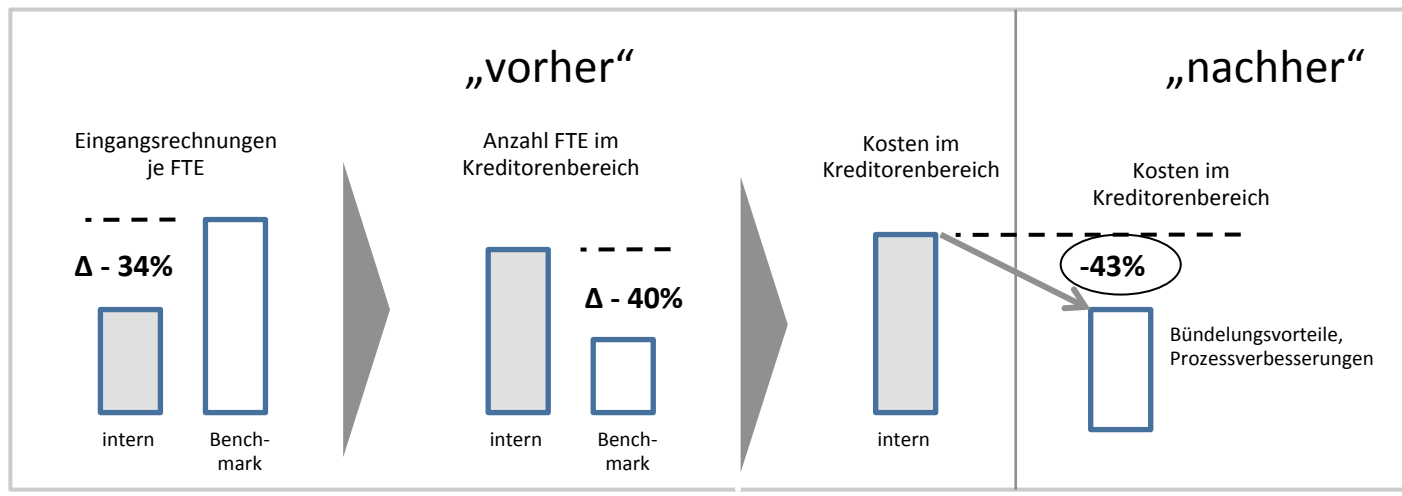 „vorher“
„nachher“
Eingangsrechnungen
je FTE
Δ - 34%
intern
Bench-
mark
Anzahl FTE im
Kreditorenbereich
Δ - 40%
intern
Bench-
mark
Kosten im
Kreditorenbereich
intern
Kosten im
Kreditorenbereich
-43%
Bündelungsvorteile,
Prozessverbesserungen